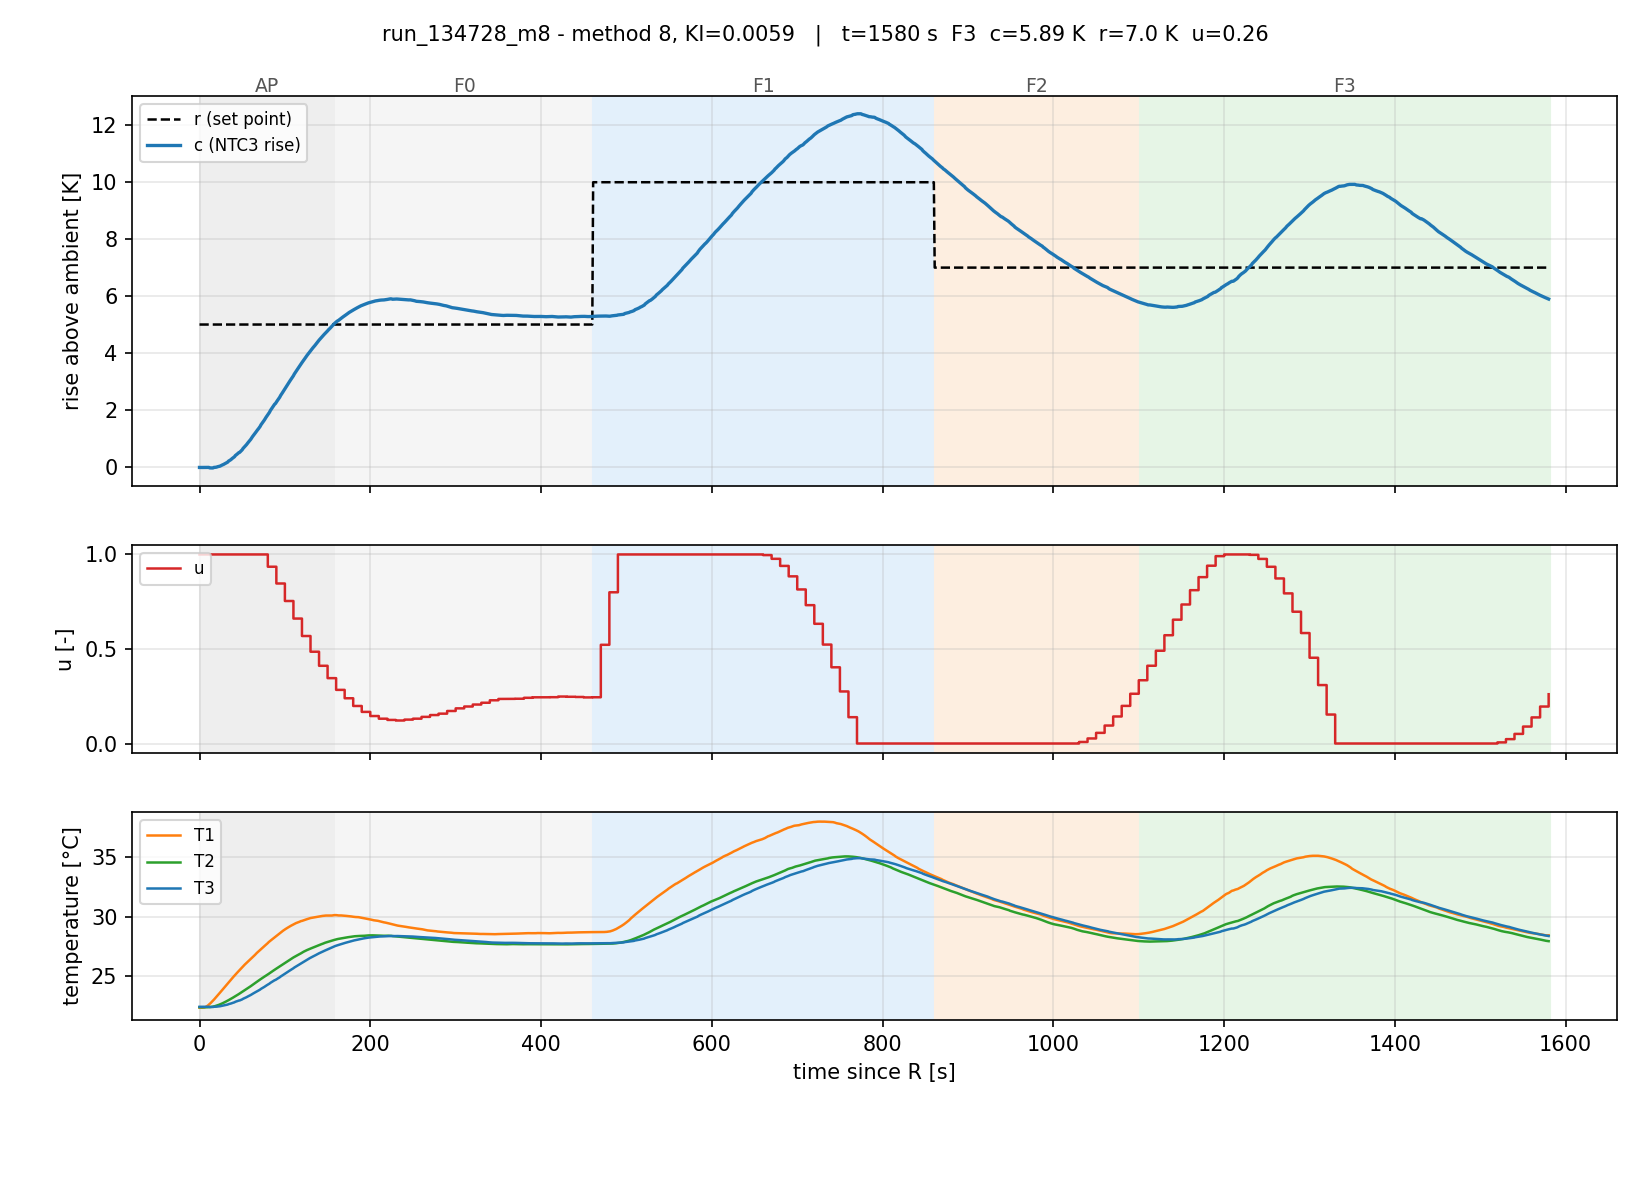 run_134728_m8 - method 8, KI=0.0059   |   t=1580 s  F3  c=5.89 K  r=7.0 K  u=0.26
AP
F0
F1
F2
F3
r (set point)
c (NTC3 rise)
rise above ambient [K]
12
10
8
6
4
2
0
u
u [-]
1.0
0.5
0.0
T1
T2
T3
temperature [°C]
35
30
25
0
200
400
600
800
1000
1200
1400
1600
time since R [s]